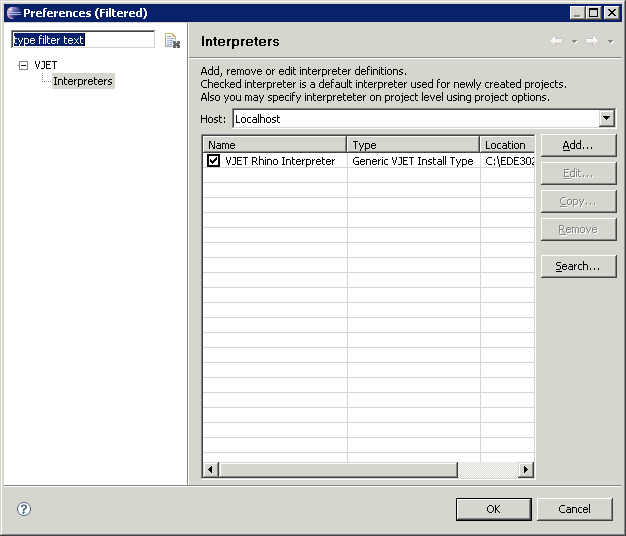 Preferences (Filtered)
type filter text
VJET
Interpreters
Interpreters
Add, remove or edit interpreter definitions.
Checked interpreter is a default interpreter used for newly created projects.
Also you may specify interpreteter on project level using project options.
Host: Localhost
Name Type Location
VJET Rhino Interpreter Generic VJET Install Type C:\EDE302
Add...
Edit...
Copy...
Remove
Search...
?
OK Cancel